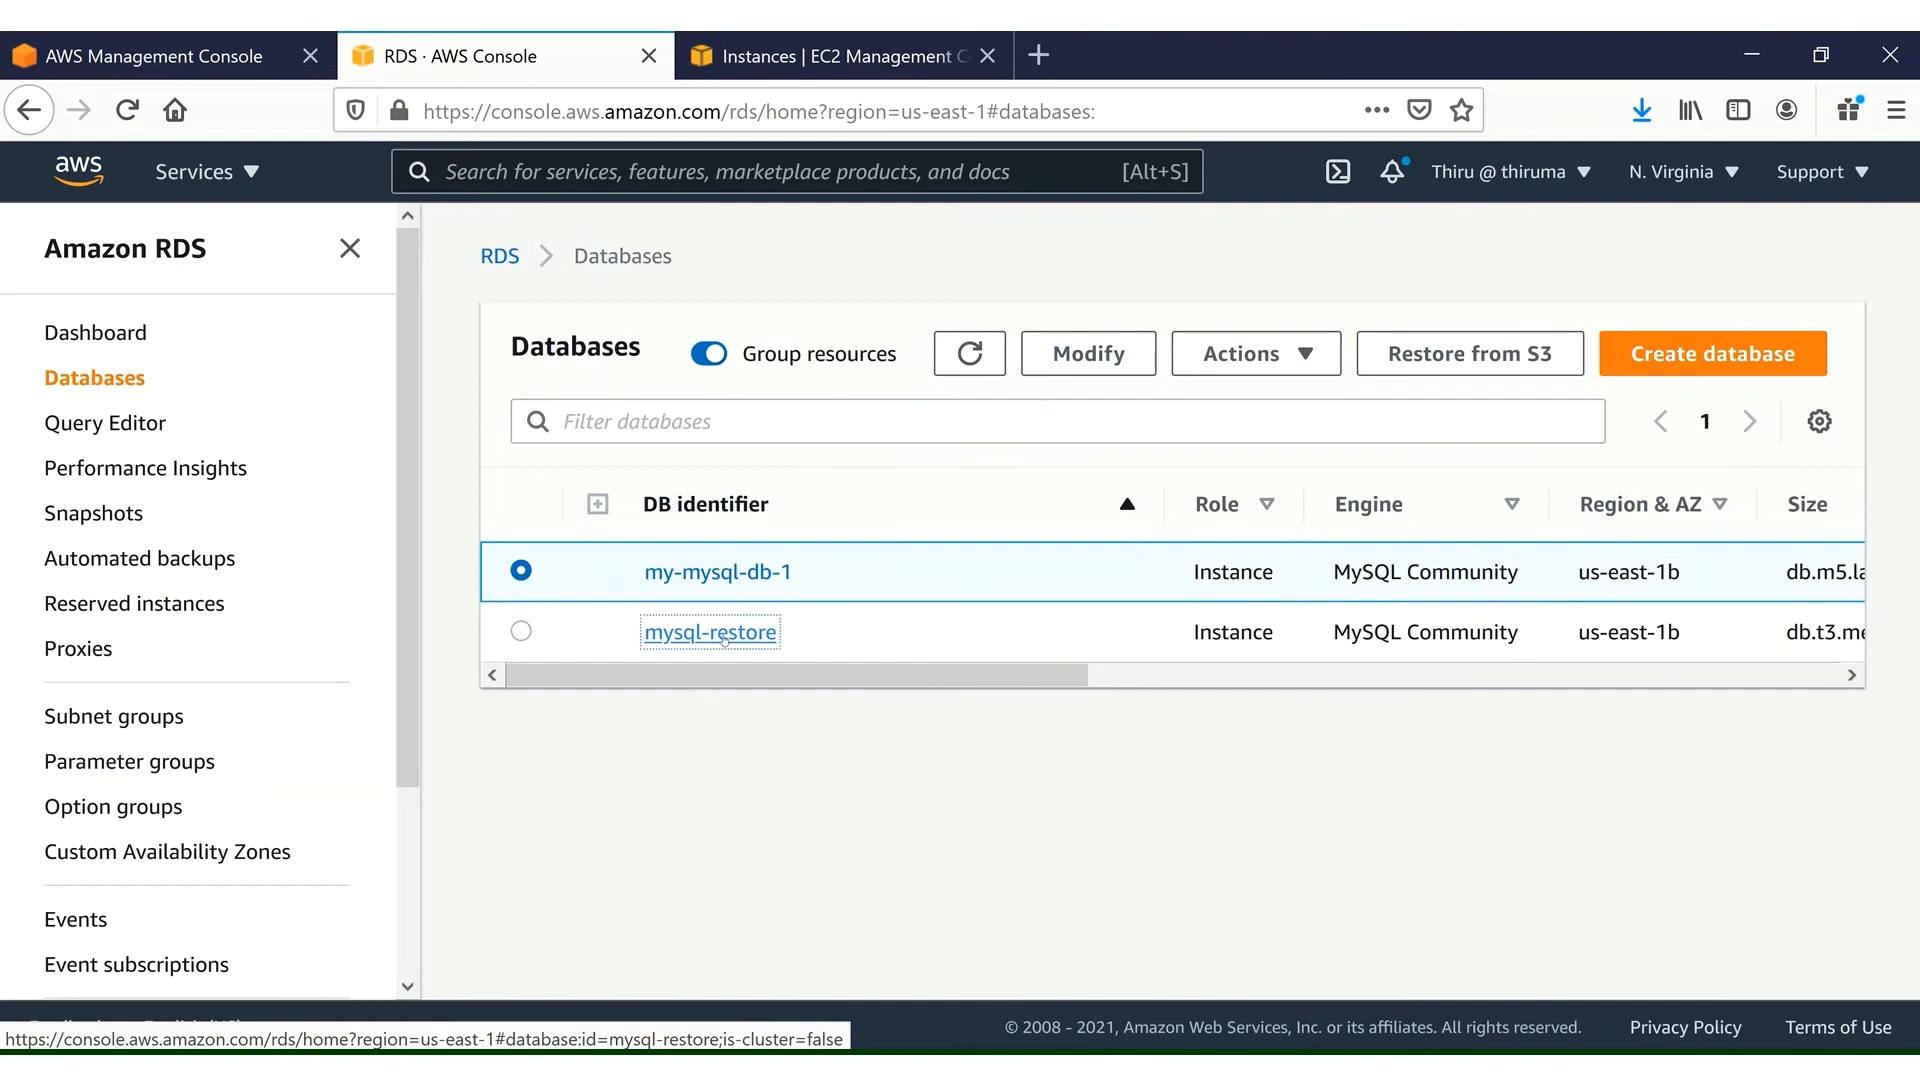 AWS Management Console
RDS · AWS Console
Instances | EC2 Management C
https://console.aws.amazon.com/rds/home?region=us-east-1#databases:
aws
Services
Search for services, features, marketplace products, and docs
[Alt+S]
Thiru @ thiruma
N. Virginia
Support
Amazon RDS
Dashboard
Databases
Query Editor
Performance Insights
Snapshots
Automated backups
Reserved instances
Proxies
Subnet groups
Parameter groups
Option groups
Custom Availability Zones
Events
Event subscriptions
RDS > Databases
Databases
Group resources
Modify
Actions
Restore from S3
Create database
Filter databases
1
DB identifier Role Engine Region & AZ Size
my-mysql-db-1 Instance MySQL Community us-east-1b db.m5.la
mysql-restore Instance MySQL Community us-east-1b db.t3.me
© 2008 - 2021, Amazon Web Services, Inc. or its affiliates. All rights reserved.
Privacy Policy
Terms of Use
https://console.aws.amazon.com/rds/home?region=us-east-1#database:id=mysql-restore;is-cluster=false